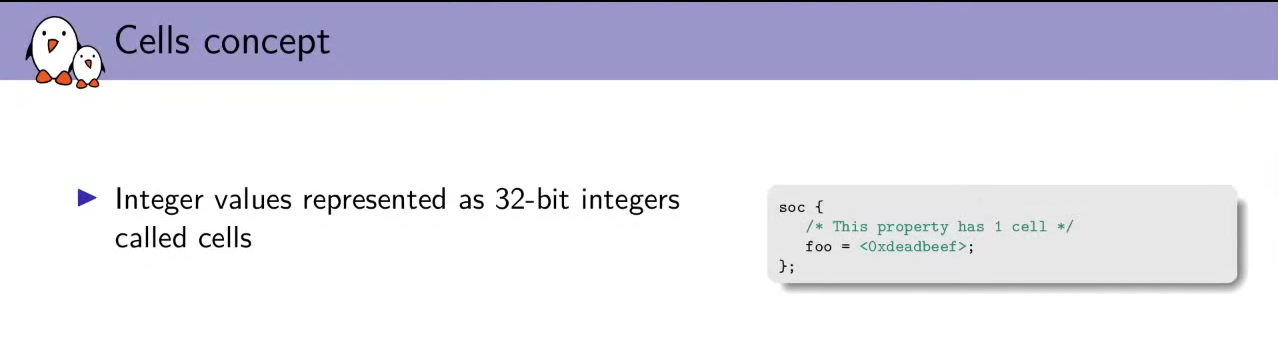 Cells concept
▶ Integer values represented as 32-bit integers
called cells
soc {
/* This property has 1 cell */
foo = <0xdeadbeef>;
};